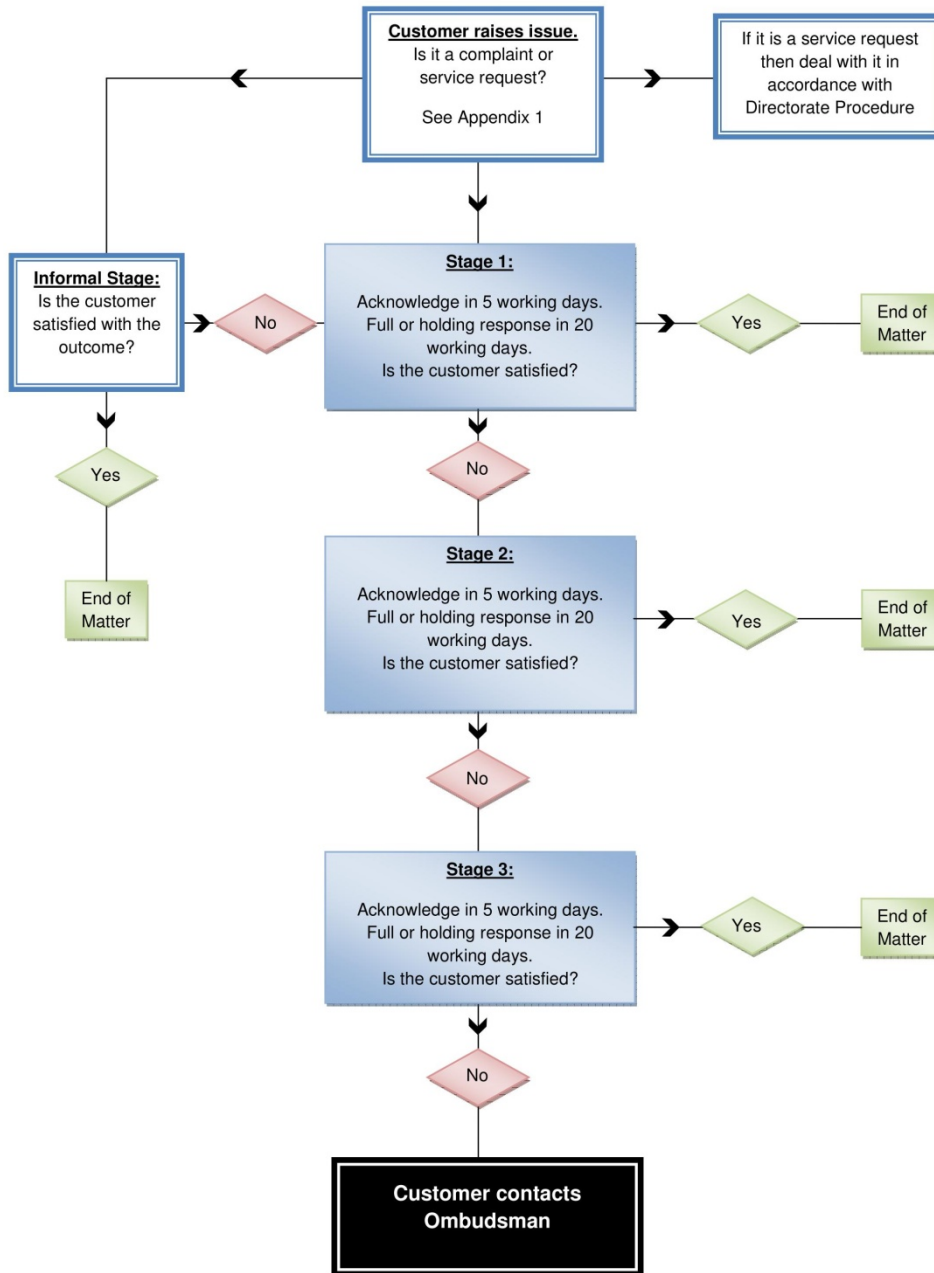 Customer raises issue.
Is it a complaint or
service request?
See Appendix 1
If it is a service request
then deal with it in
accordance with
Directorate Procedure
Informal Stage:
Is the customer
satisfied with the
outcome?
No
Stage 1:
Acknowledge in 5 working days.
Full or holding response in 20
working days.
Is the customer satisfied?
Yes
End of
Matter
Yes
End of
Matter
No
Stage 2:
Acknowledge in 5 working days.
Full or holding response in 20
working days.
Is the customer satisfied?
Yes
End of
Matter
No
Stage 3:
Acknowledge in 5 working days.
Full or holding response in 20
working days.
Is the customer satisfied?
Yes
End of
Matter
No
Customer contacts
Ombudsman